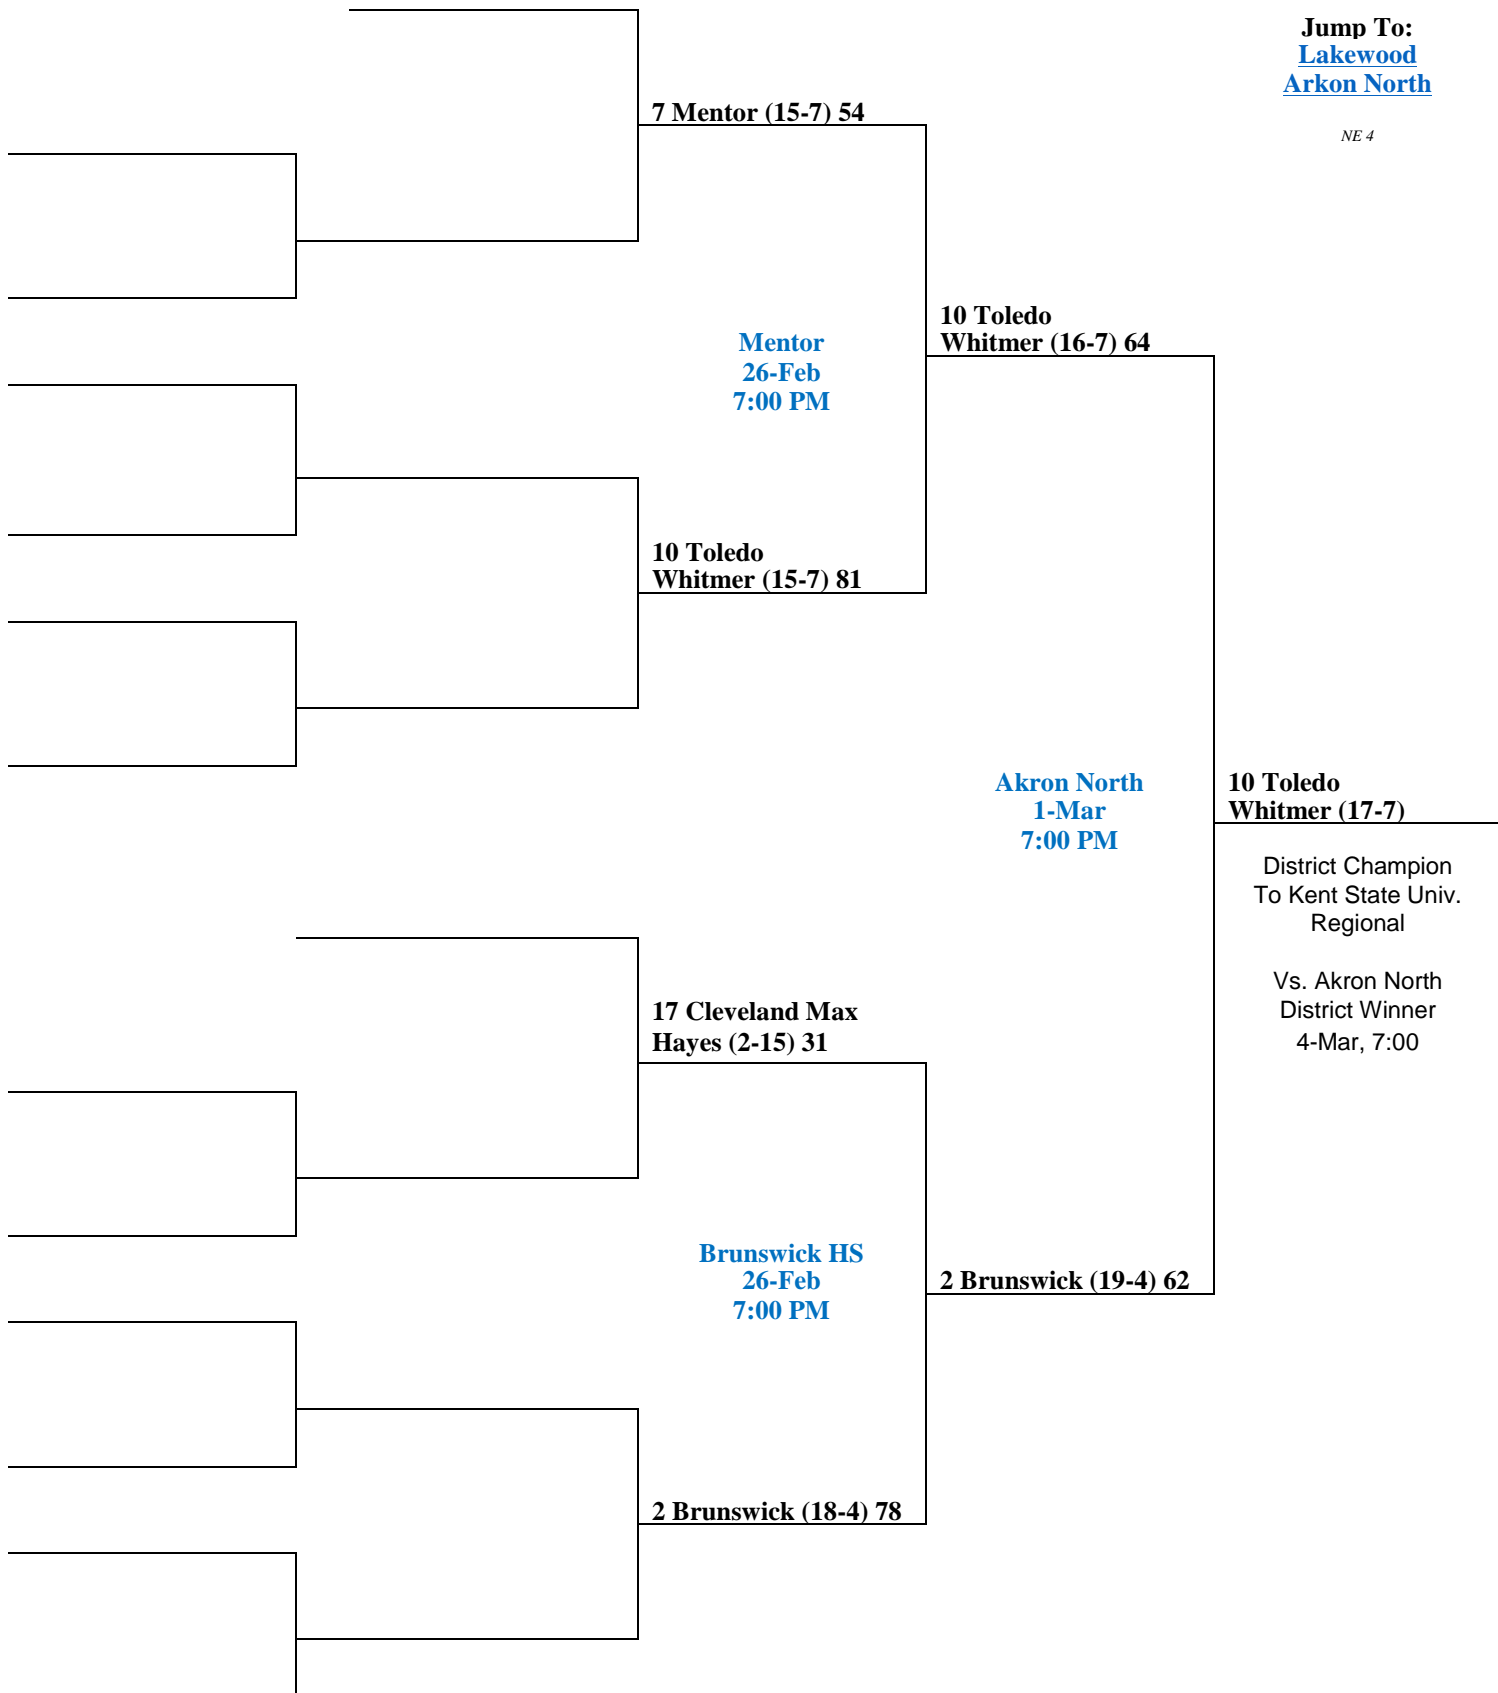 Jump To:
Lakewood
Arkon North
NE 4
7 Mentor (15-7) 54
Mentor
26-Feb
7:00 PM
10 Toledo
Whitmer (16-7) 64
10 Toledo
Whitmer (15-7) 81
Akron North
1-Mar
7:00 PM
10 Toledo
Whitmer (17-7)
District Champion
To Kent State Univ.
Regional
Vs. Akron North
District Winner
4-Mar, 7:00
17 Cleveland Max
Hayes (2-15) 31
Brunswick HS
26-Feb
7:00 PM
2 Brunswick (19-4) 62
2 Brunswick (18-4) 78